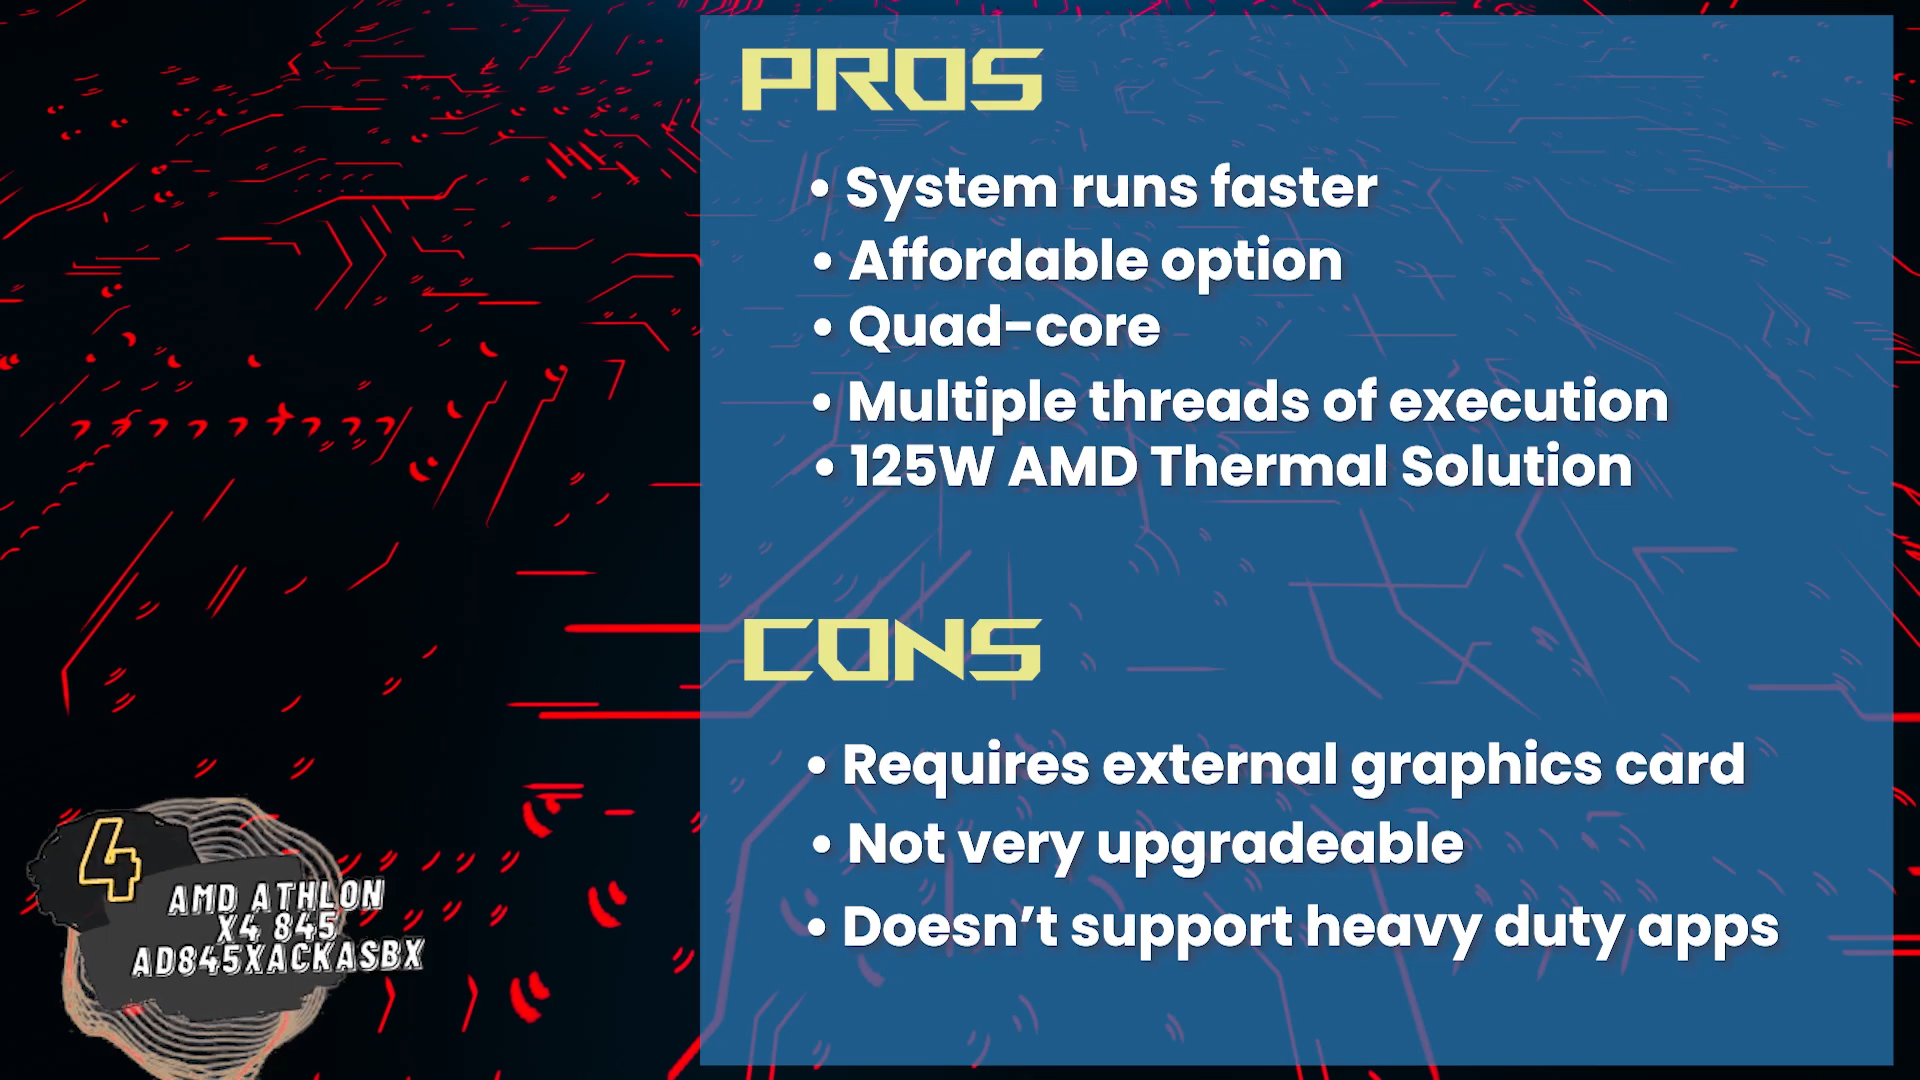 PROS
• System runs faster
• Affordable option
• Quad-core
• Multiple threads of execution
• 125W AMD Thermal Solution
CONS
• Requires external graphics card
• Not very upgradeable
• Doesn’t support heavy duty apps
4
AMD ATHLON
X4 845
AD845XACKASBX